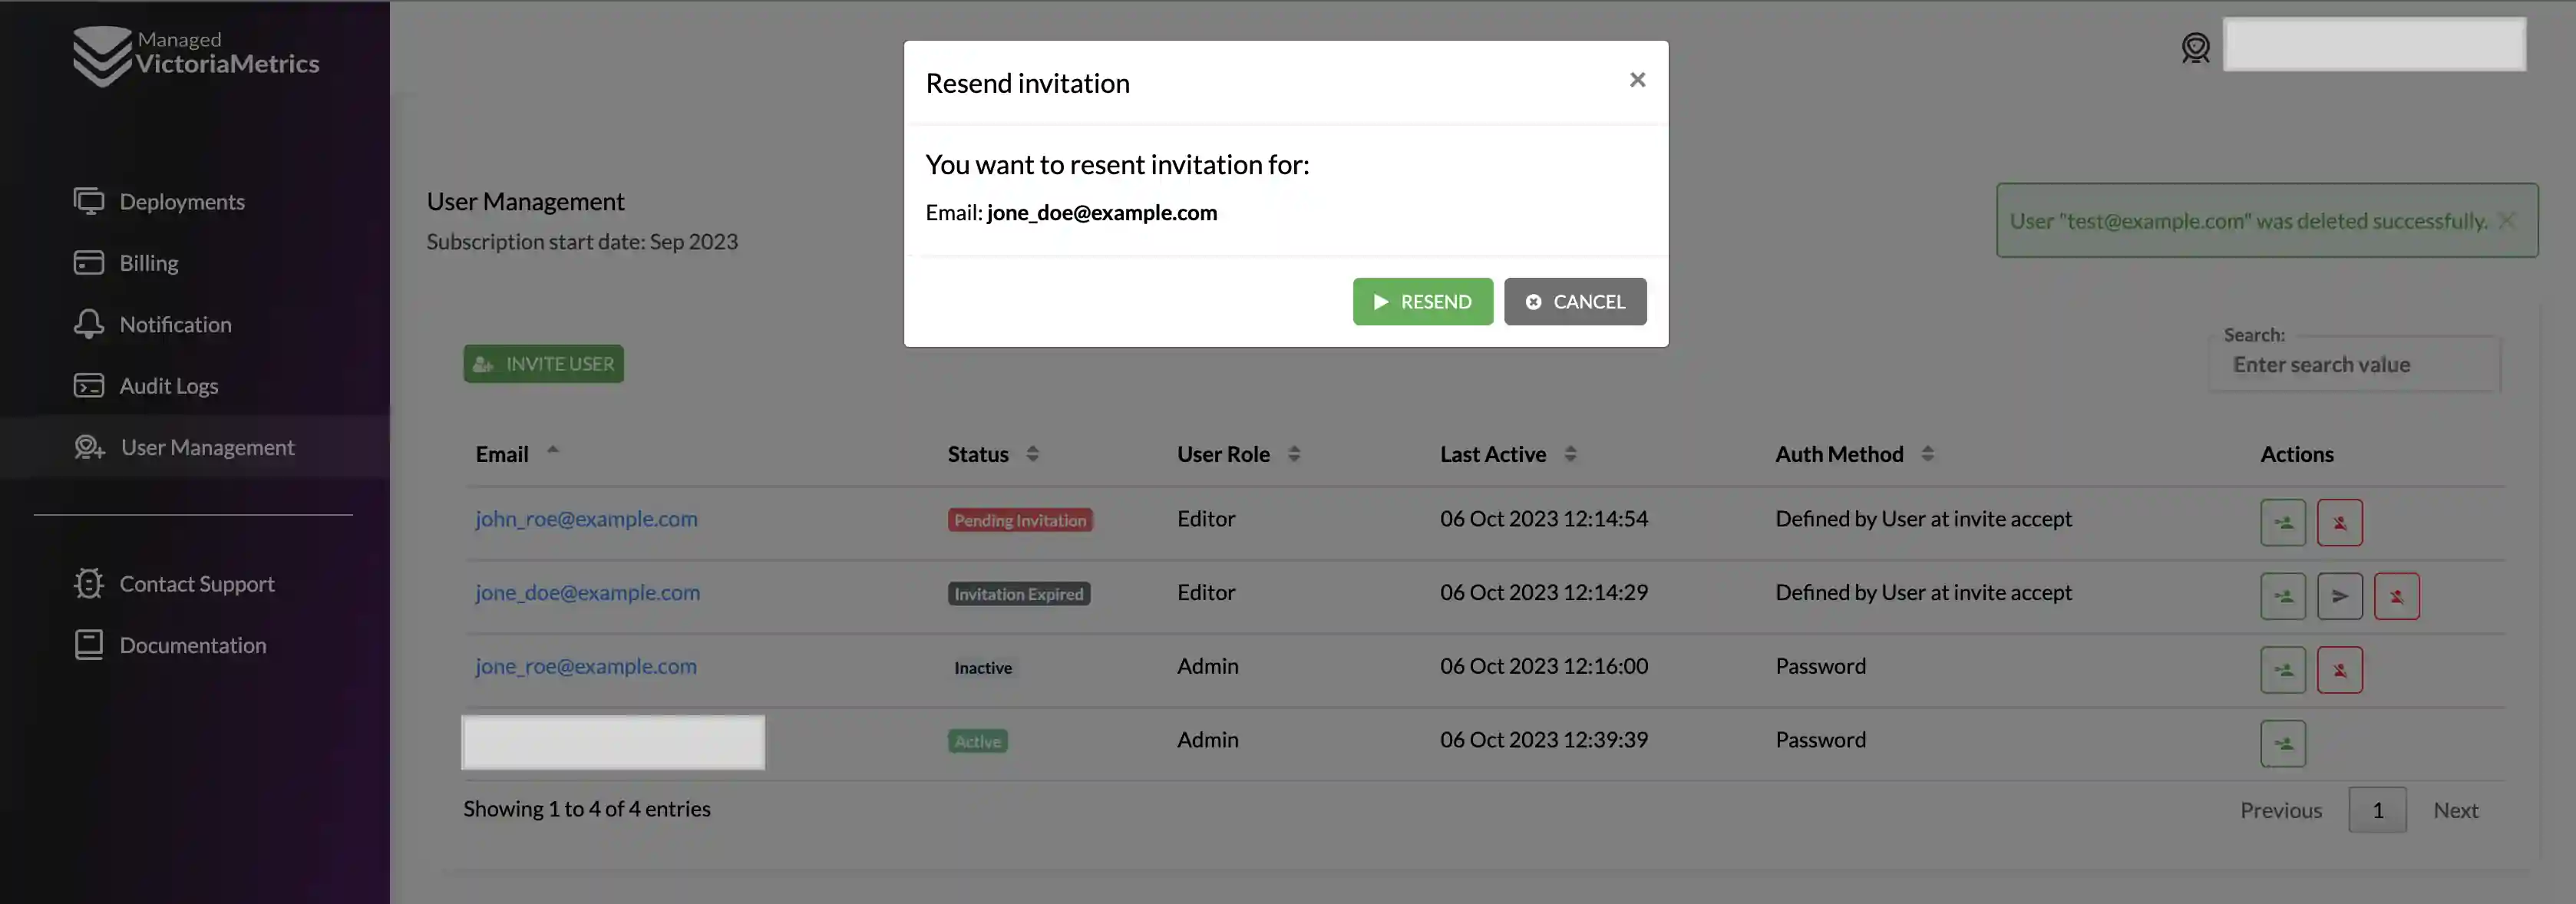 Managed
VictoriaMetrics
Deployments
Billing
Notification
Audit Logs
User Management
Contact Support
Documentation
Resend invitation
You want to resent invitation for:
Email: jone_doe@example.com
RESEND CANCEL
User Management
Subscription start date: Sep 2023
User "test@example.com" was deleted successfully.
INVITE USER
Search:
Enter search value
Email Status User Role Last Active Auth Method Actions
john_roe@example.com Pending Invitation Editor 06 Oct 2023 12:14:54 Defined by User at invite accept
jone_doe@example.com Invitation Expired Editor 06 Oct 2023 12:14:29 Defined by User at invite accept
jone_roe@example.com Inactive Admin 06 Oct 2023 12:16:00 Password
Active Admin 06 Oct 2023 12:39:39 Password
Showing 1 to 4 of 4 entries
Previous 1 Next